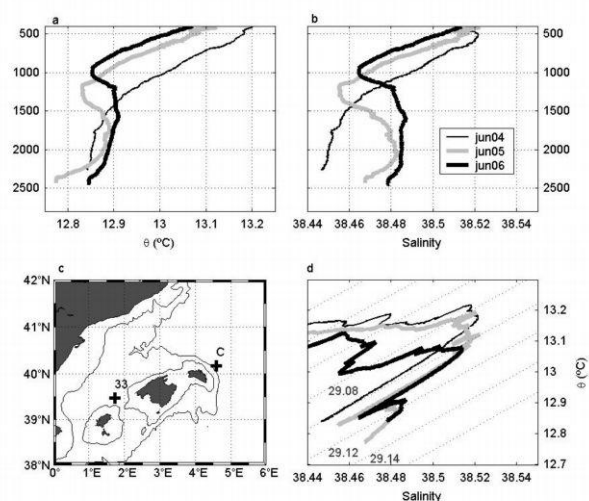 a
b
500
1000
1500
2000
2500
500
1000
1500
2000
2500
jun04
jun05
jun06
12.8 12.9 13 13.1 13.2
θ (ºC)
38.44 38.46 38.48 38.5 38.52 38.54
Salinity
c
d
42°N
41°N
40°N
39°N
38°N
0° 1°E 2°E 3°E 4°E 5°E 6°E
33
C
29.08
29.12
29.14
13.2
13.1
13
12.9
12.8
12.7
θ (ºC)
38.44 38.46 38.48 38.5 38.52 38.54
Salinity